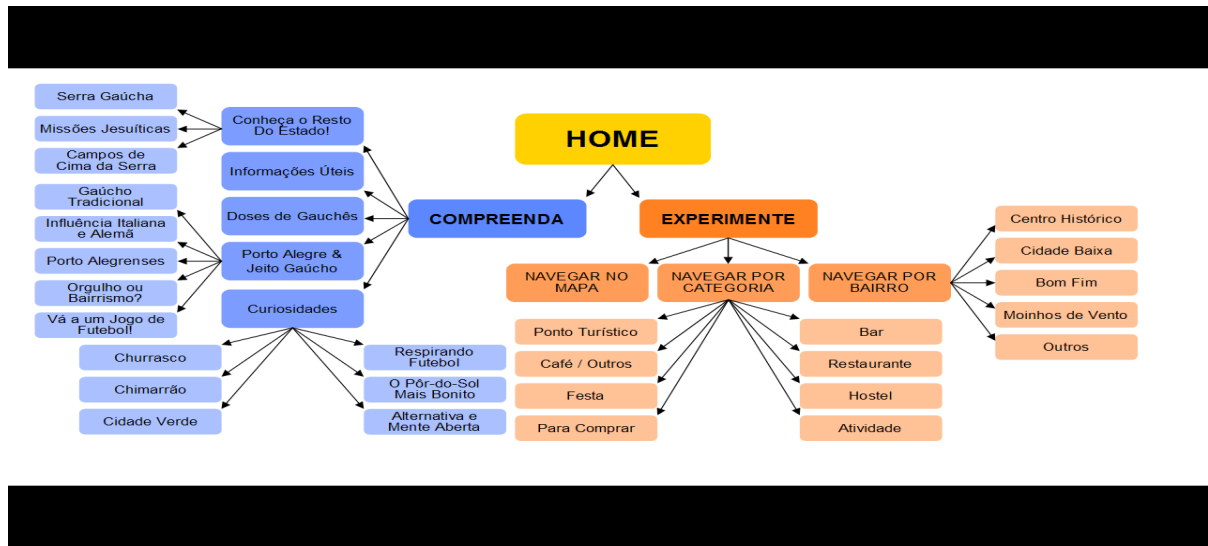 HOME
COMPREENDA
EXPERIMENTE
Conheça o Resto
Do Estado!
Serra Gaúcha
Missões Jesuíticas
Campos de
Cima da Serra
Informações Úteis
Doses de Gauchês
Porto Alegre &
Jeito Gaúcho
Gaúcho
Tradicional
Influência Italiana
e Alemã
Porto Alegrenses
Orgulho ou
Bairrismo?
Vá a um Jogo de
Futebol!
Curiosidades
Churrasco
Chimarrão
Cidade Verde
Respirando
Futebol
O Pôr-do-Sol
Mais Bonito
Alternativa e
Mente Aberta
NAVEGAR NO
MAPA
NAVEGAR POR
CATEGORIA
Ponto Turístico
Café / Outros
Festa
Para Comprar
Bar
Restaurante
Hostel
Atividade
NAVEGAR POR
BAIRRO
Centro Histórico
Cidade Baixa
Bom Fim
Moinhos de Vento
Outros